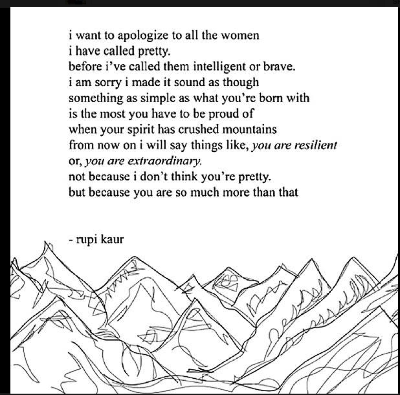 i want to apologize to all the women
i have called pretty.
before i've called them intelligent or brave.
i am sorry i made it sound as though
something as simple as what you're born with
is the most you have to be proud of
when your spirit has crushed mountains
from now on i will say things like, you are resilient
or, you are extraordinary.
not because i don't think you're pretty.
but because you are so much more than that
- rupi kaur